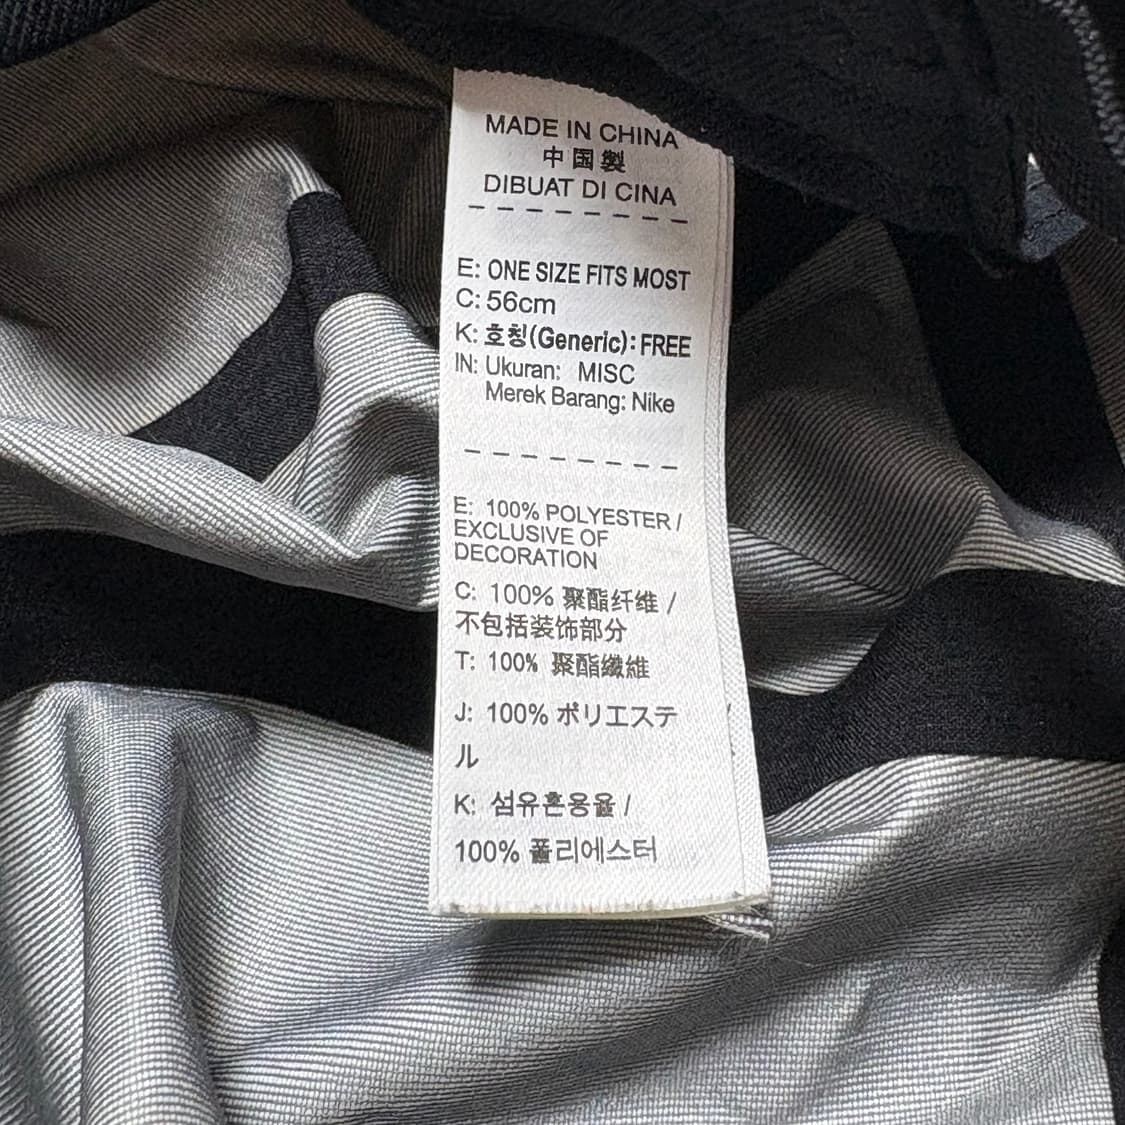 MADE IN CHINA
中国製
DIBUAT DI CINA
E: ONE SIZE FITS MOST
C: 56cm
K: 호칭(Generic): FREE
IN: Ukuran: MISC
Merek Barang: Nike
E: 100% POLYESTER /
EXCLUSIVE OF
DECORATION
C: 100% 聚酯纤维 /
不包括装饰部分
T: 100% 聚酯纖維
J: 100% ポリエステ
ル
K: 섬유혼용율 /
100% 폴리에스터